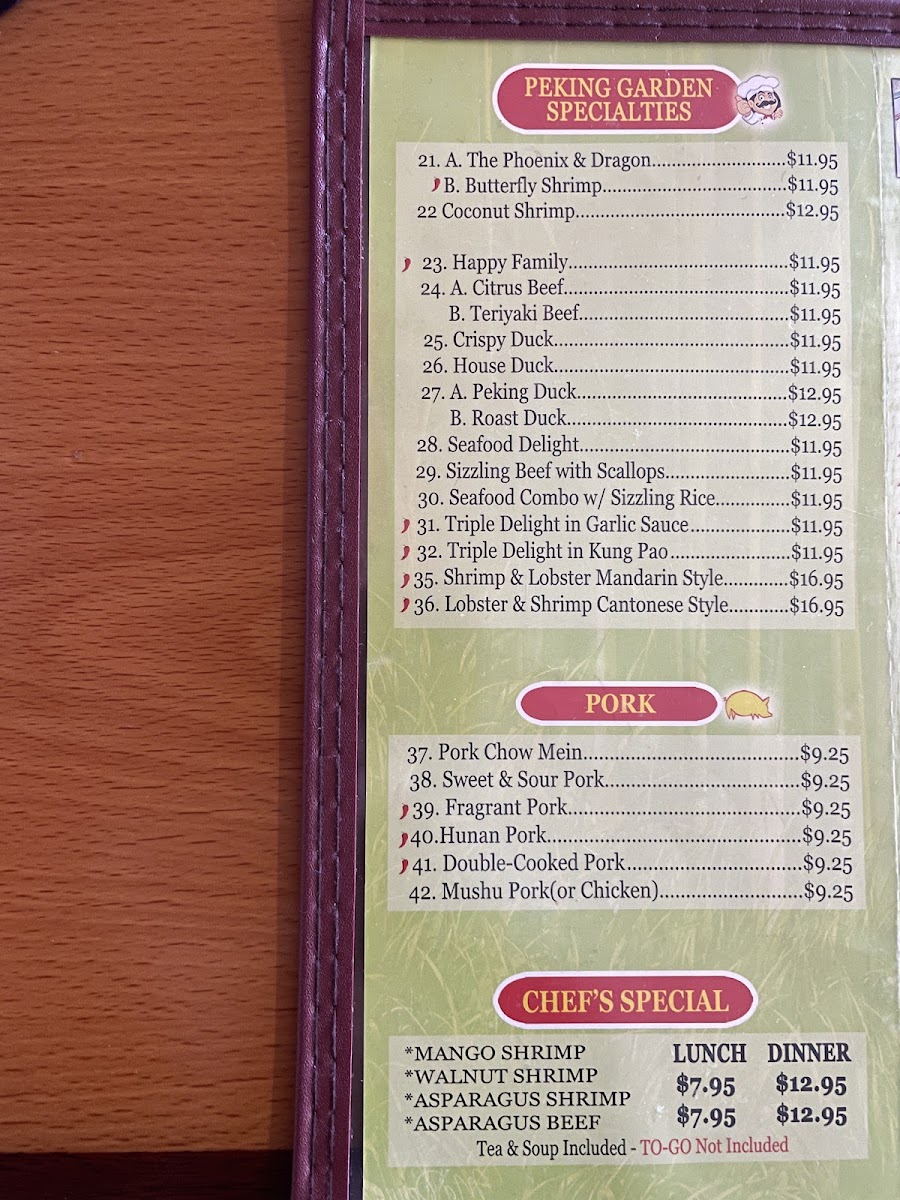 PEKING GARDEN
SPECIALTIES
21. A. The Phoenix & Dragon..........................$11.95
B. Butterfly Shrimp....................................$11.95
22 Coconut Shrimp.........................................$12.95
23. Happy Family...........................................$11.95
24. A. Citrus Beef............................................$11.95
B. Teriyaki Beef.........................................$11.95
25. Crispy Duck..............................................$11.95
26. House Duck..............................................$11.95
27. A. Peking Duck.........................................$12.95
B. Roast Duck...........................................$12.95
28. Seafood Delight.........................................$11.95
29. Sizzling Beef with Scallops........................$11.95
30. Seafood Combo w/ Sizzling Rice..............$11.95
31. Triple Delight in Garlic Sauce...................$11.95
32. Triple Delight in Kung Pao.......................$11.95
35. Shrimp & Lobster Mandarin Style............$16.95
36. Lobster & Shrimp Cantonese Style...........$16.95
PORK
37. Pork Chow Mein..........................................$9.25
38. Sweet & Sour Pork......................................$9.25
39. Fragrant Pork.............................................$9.25
40.Hunan Pork.................................................$9.25
41. Double-Cooked Pork..................................$9.25
42. Mushu Pork(or Chicken)...........................$9.25
CHEF'S SPECIAL
LUNCH DINNER
*MANGO SHRIMP
*WALNUT SHRIMP $7.95 $12.95
*ASPARAGUS SHRIMP
*ASPARAGUS BEEF $7.95 $12.95
Tea & Soup Included - TO-GO Not Included